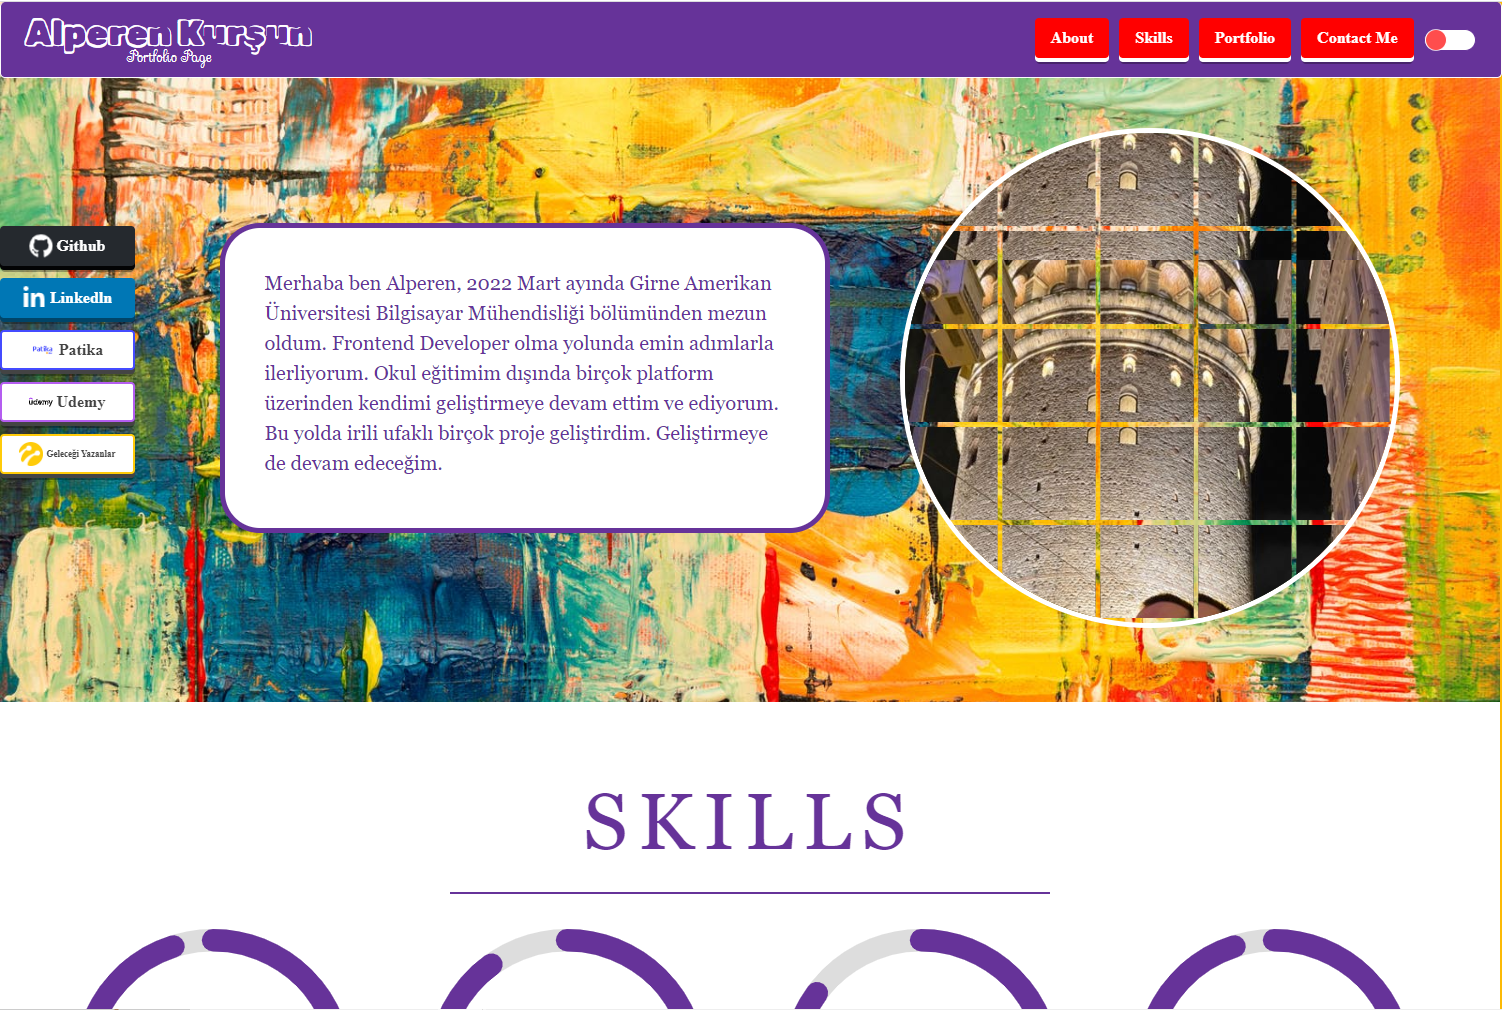 Alperen Kurşun
Portfolio Page
About
Skills
Portfolio
Contact Me
Github
LinkedIn
Patika
Patika
udemy
Udemy
Geleceği Yazanlar
Merhaba ben Alperen, 2022 Mart ayında Girne Amerikan
Üniversitesi Bilgisayar Mühendisliği bölümünden mezun
oldum. Frontend Developer olma yolunda emin adımlarla
ilerliyorum. Okul eğitimim dışında birçok platform
üzerinden kendimi geliştirmeye devam ettim ve ediyorum.
Bu yolda irili ufaklı birçok proje geliştirdim. Geliştirmeye
de devam edeceğim.
SKILLS